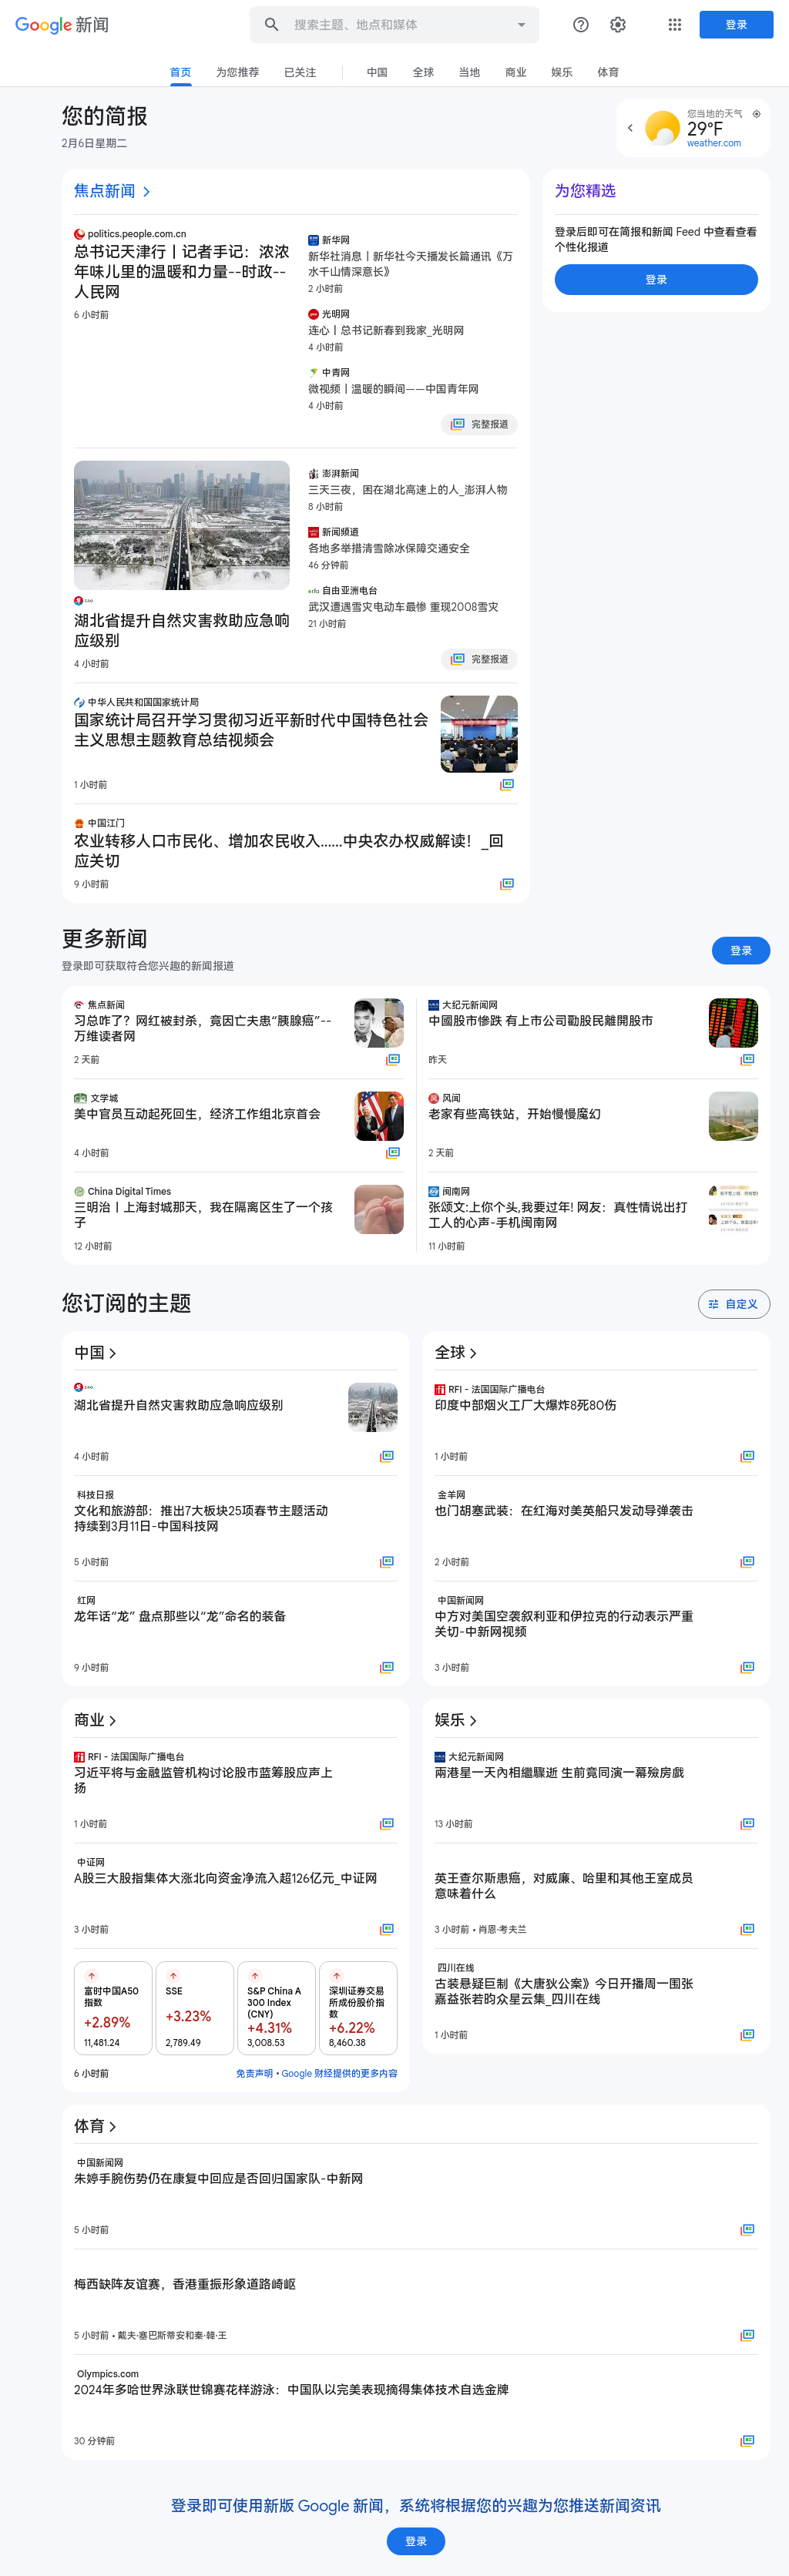 Google 新闻
搜索主题、地点和媒体
登录
首页
为您推荐
已关注
中国
全球
当地
商业
娱乐
体育
您的简报
2月6日星期二
您当地的天气
29°F
weather.com
焦点新闻
politics.people.com.cn
总书记天津行丨记者手记：浓浓
年味儿里的温暖和力量--时政--
人民网
6 小时前
新华网
新华社消息丨新华社今天播发长篇通讯《万
水千山情深意长》
2 小时前
光明网
连心丨总书记新春到我家_光明网
4 小时前
中青网
微视频丨温暖的瞬间——中国青年网
4 小时前
完整报道
湖北省提升自然灾害救助应急响
应级别
4 小时前
澎湃新闻
三天三夜，困在湖北高速上的人_澎湃人物
8 小时前
新闻频道
各地多举措清雪除冰保障交通安全
46 分钟前
自由亚洲电台
武汉遭遇雪灾电动车最惨 重现2008雪灾
21 小时前
完整报道
中华人民共和国国家统计局
国家统计局召开学习贯彻习近平新时代中国特色社会
主义思想主题教育总结视频会
1 小时前
中国江门
农业转移人口市民化、增加农民收入……中央农办权威解读！_回
应关切
9 小时前
为您精选
登录后即可在简报和新闻 Feed 中查看查看
个性化报道
登录
更多新闻
登录即可获取符合您兴趣的新闻报道
登录
焦点新闻
习总咋了？网红被封杀，竟因亡夫患“胰腺癌”--
万维读者网
2 天前
大纪元新闻网
中國股市慘跌 有上市公司勸股民離開股市
昨天
文学城
美中官员互动起死回生，经济工作组北京首会
4 小时前
风闻
老家有些高铁站，开始慢慢魔幻
2 天前
China Digital Times
三明治丨上海封城那天，我在隔离区生了一个孩
子
12 小时前
闽南网
张颂文:上你个头,我要过年! 网友：真性情说出打
工人的心声-手机闽南网
11 小时前
您订阅的主题
自定义
中国
湖北省提升自然灾害救助应急响应级别
4 小时前
科技日报
文化和旅游部：推出7大板块25项春节主题活动
持续到3月11日-中国科技网
5 小时前
红网
龙年话“龙” 盘点那些以“龙”命名的装备
9 小时前
全球
RFI - 法国国际广播电台
印度中部烟火工厂大爆炸8死80伤
1 小时前
金羊网
也门胡塞武装：在红海对美英船只发动导弹袭击
2 小时前
中国新闻网
中方对美国空袭叙利亚和伊拉克的行动表示严重
关切-中新网视频
3 小时前
商业
RFI - 法国国际广播电台
习近平将与金融监管机构讨论股市蓝筹股应声上
扬
1 小时前
中证网
A股三大股指集体大涨北向资金净流入超126亿元_中证网
3 小时前
富时中国A50
指数
+2.89%
11,481.24
SSE
+3.23%
2,789.49
S&P China A
300 Index
(CNY)
+4.31%
3,008.53
深圳证券交易
所成份股价指
数
+6.22%
8,460.38
6 小时前
免责声明 • Google 财经提供的更多内容
娱乐
大纪元新闻网
兩港星一天內相繼驟逝 生前竟同演一幕殮房戲
13 小时前
英王查尔斯患癌，对威廉、哈里和其他王室成员
意味着什么
3 小时前 • 肖恩·考夫兰
四川在线
古装悬疑巨制《大唐狄公案》今日开播周一围张
嘉益张若昀众星云集_四川在线
1 小时前
体育
中国新闻网
朱婷手腕伤势仍在康复中回应是否回归国家队-中新网
5 小时前
梅西缺阵友谊赛，香港重振形象道路崎岖
5 小时前 • 戴夫·塞巴斯蒂安和秦·韓·王
Olympics.com
2024年多哈世界泳联世锦赛花样游泳：中国队以完美表现摘得集体技术自选金牌
30 分钟前
登录即可使用新版 Google 新闻，系统将根据您的兴趣为您推送新闻资讯
登录